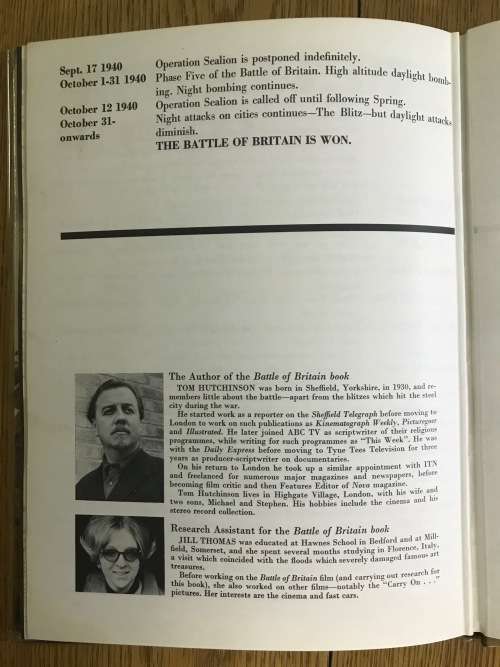 Sept. 17 1940 Operation Sealion is postponed indefinitely.
October 1-31 1940 Phase Five of the Battle of Britain. High altitude daylight bomb-
ing. Night bombing continues.
October 12 1940 Operation Sealion is called off until following Spring.
October 31- Night attacks on cities continues—The Blitz—but daylight attacks
onwards diminish.
THE BATTLE OF BRITAIN IS WON.
The Author of the Battle of Britain book
TOM HUTCHINSON was born in Sheffield, Yorkshire, in 1930, and re-
members little about the battle—apart from the blitzes which hit the steel
city during the war.
He started work as a reporter on the Sheffield Telegraph before moving to
London to work on such publications as Kinematograph Weekly, Picturegoer
and Illustrated. He later joined ABC TV as scriptwriter of their religious
programmes, while writing for such programmes as "This Week". He was
with the Daily Express before moving to Tyne Tees Television for three
years as producer-scriptwriter on documentaries.
On his return to London he took up a similar appointment with ITN
and freelanced for numerous major magazines and newspapers, before
becoming film critic and then Features Editor of Nova magazine.
Tom Hutchinson lives in Highgate Village, London, with his wife and
two sons, Michael and Stephen. His hobbies include the cinema and his
stereo record collection.
Research Assistant for the Battle of Britain book
JILL THOMAS was educated at Hawnes School in Bedford and at Mill-
field, Somerset, and she spent several months studying in Florence, Italy,
a visit which coincided with the floods which severely damaged famous art
treasures.
Before working on the Battle of Britain film (and carrying out research for
this book), she also worked on other films—notably the "Carry On . . ."
pictures. Her interests are the cinema and fast cars.